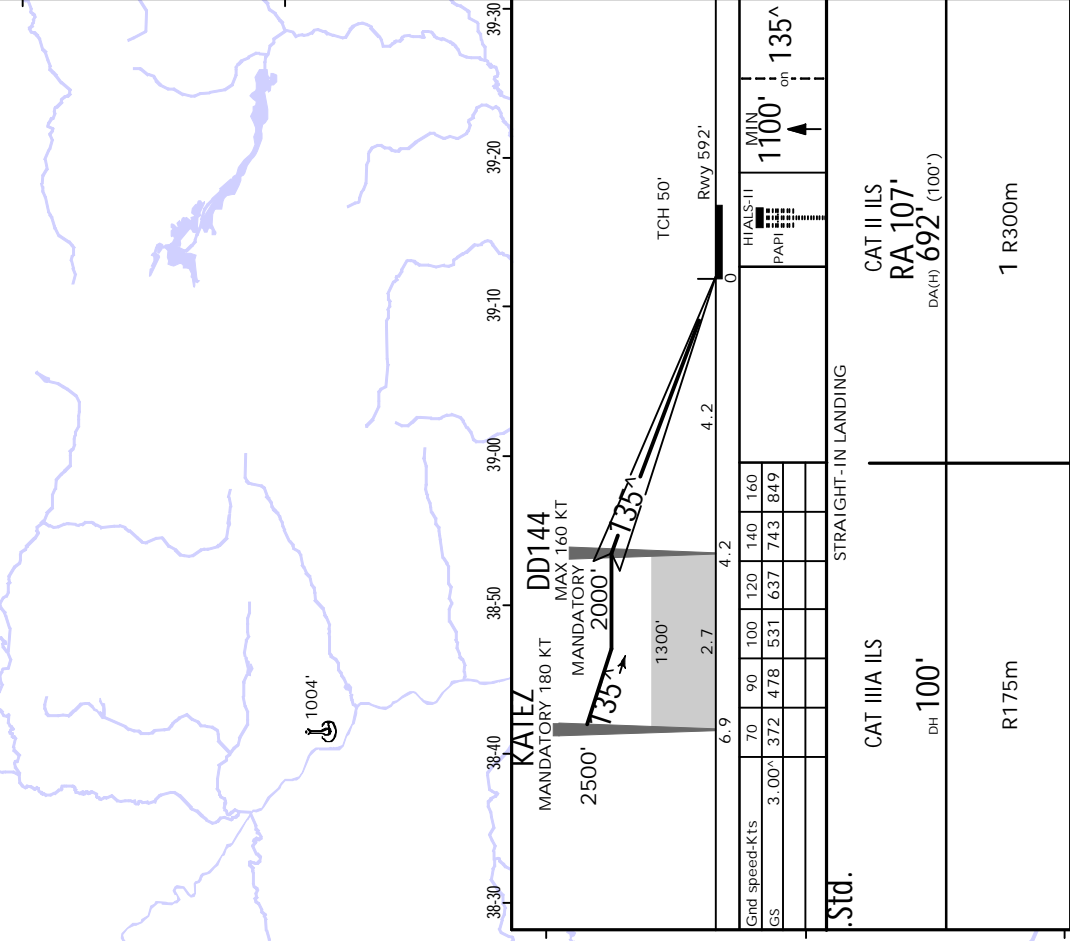 1004'
38-30
38-40
38-50
39-00
39-10
39-20
39-30
KATEZ
MANDATORY 180 KT
2500'
135^
DD144
MAX 160 KT
MANDATORY
2000'
135^
1300'
TCH 50'
Rwy 592'
6.9
2.7
4.2
4.2
0
Gnd speed-Kts 70 90 100 120 140 160
GS 3.00^ 372 478 531 637 743 849
HIALS-II
PAPI
MIN
1100'
on 135^
.Std.
STRAIGHT-IN LANDING
CAT IIIA ILS
DH 100'
R175m
CAT II ILS
RA 107'
DA(H) 692' (100')
1 R300m